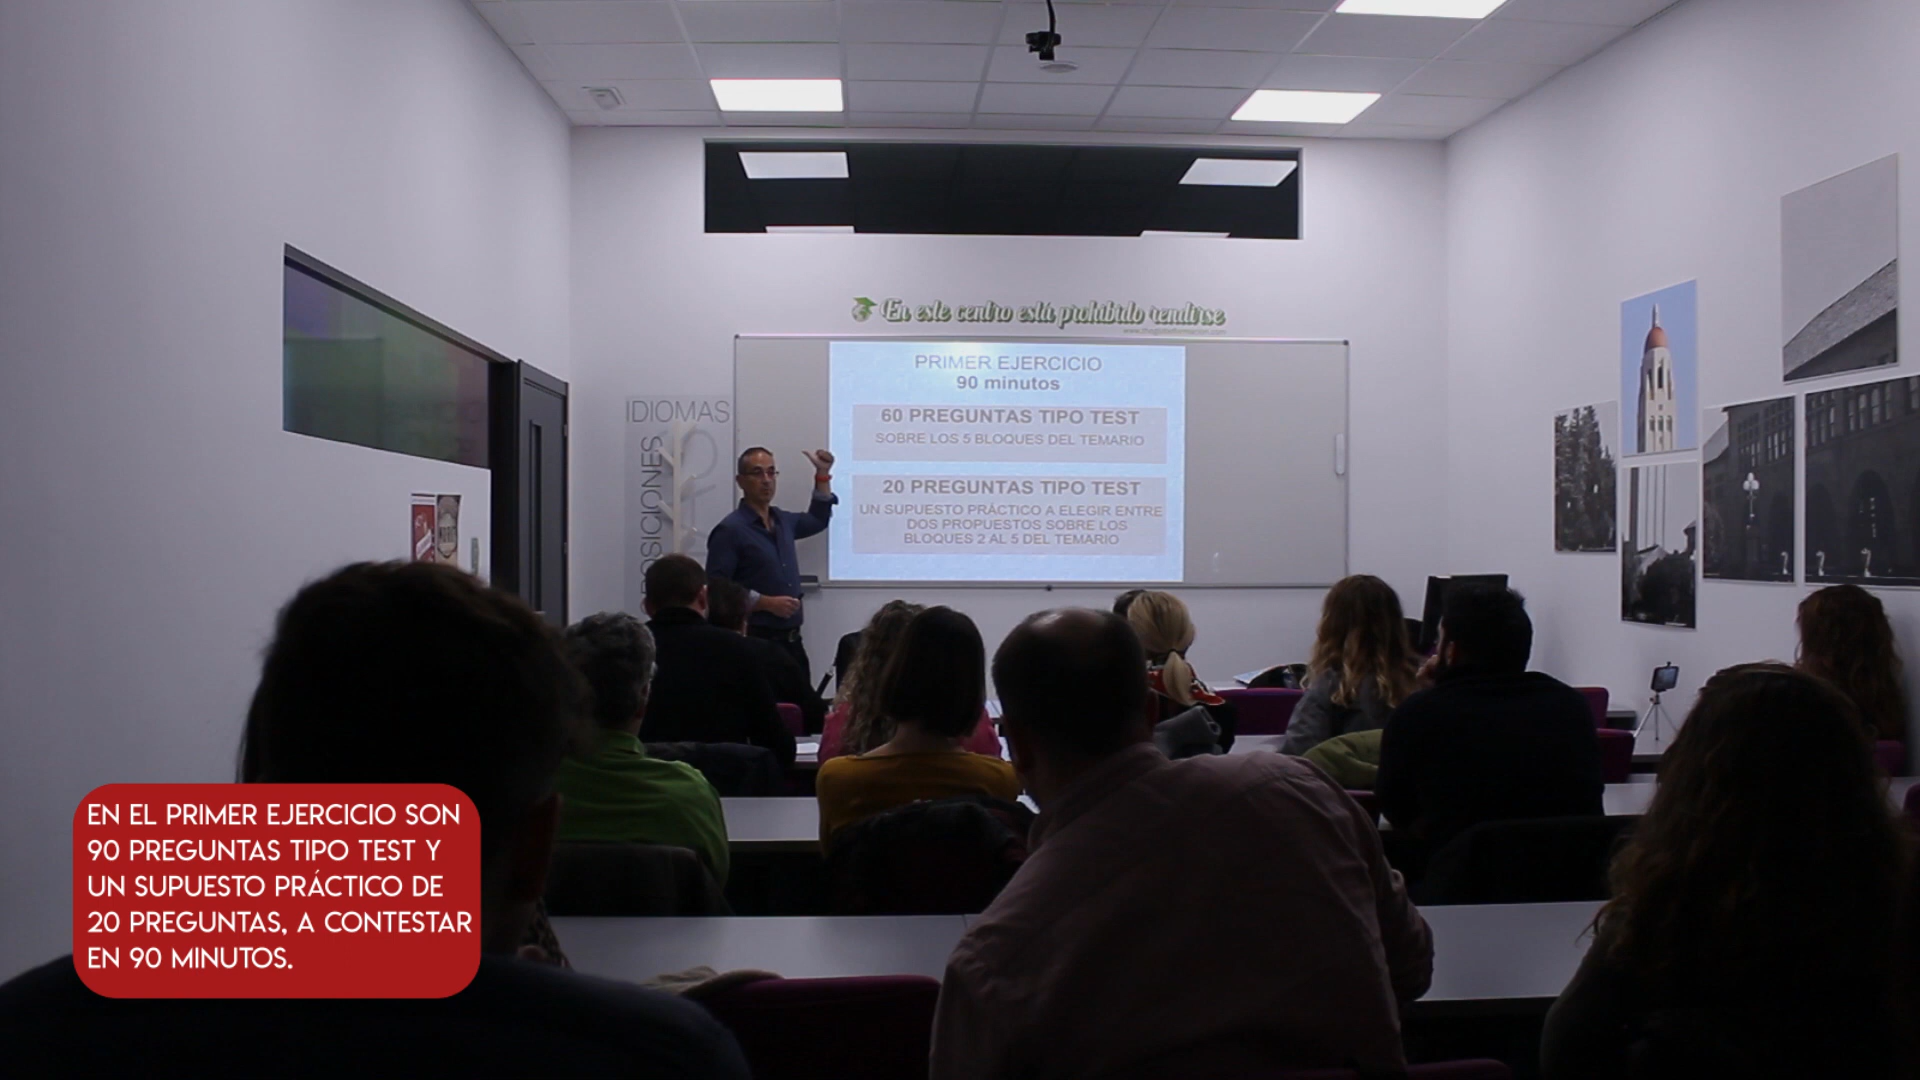 En este centro está prohibido rendirse
www.theglobeformacion.com
PRIMER EJERCICIO
90 minutos
60 PREGUNTAS TIPO TEST
SOBRE LOS 5 BLOQUES DEL TEMARIO
20 PREGUNTAS TIPO TEST
UN SUPUESTO PRÁCTICO A ELEGIR ENTRE
DOS PROPUESTOS SOBRE LOS
BLOQUES 2 AL 5 DEL TEMARIO
IDIOMAS
EN EL PRIMER EJERCICIO SON
90 PREGUNTAS TIPO TEST Y
UN SUPUESTO PRÁCTICO DE
20 PREGUNTAS, A CONTESTAR
EN 90 MINUTOS.